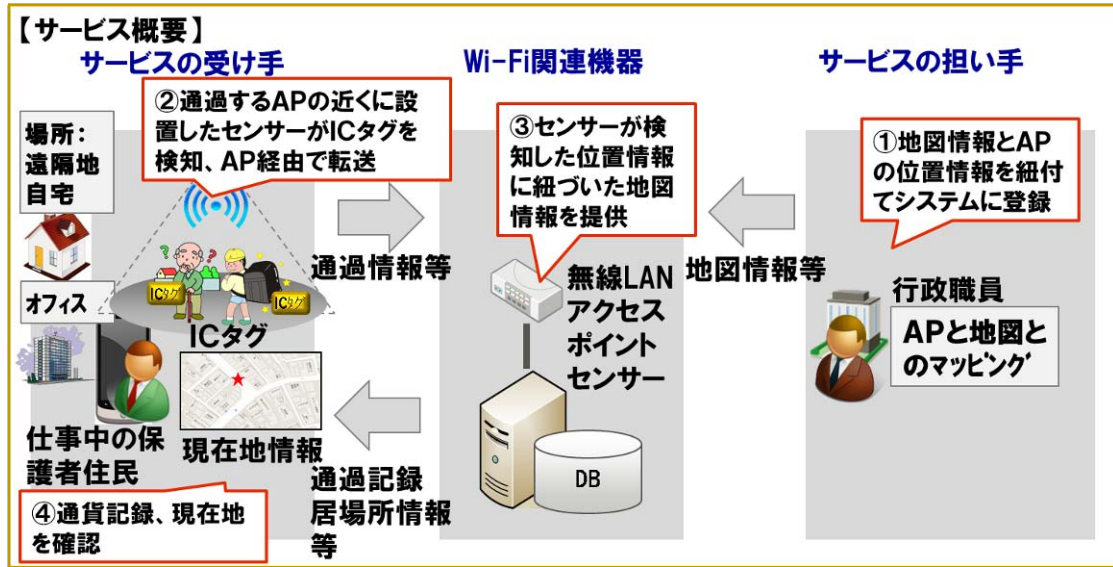 【サービス概要】
サービスの受け手
Wi-Fi関連機器
サービスの担い手
②通過するAPの近くに設
置したセンサーがICタグを
検知、AP経由で転送
場所：
遠隔地
自宅
オフィス
ICタグ
ICタグ
ICタグ
仕事中の保
護者住民
現在地情報
④通貨記録、現在地
を確認
通過情報等
通過記録
居場所情報
等
③センサーが検
知した位置情報
に紐づいた地図
情報を提供
無線LAN
アクセス
ポイント
センサー
DB
地図情報等
①地図情報とAP
の位置情報を紐付
てシステムに登録
行政職員
APと地図と
のマッピング